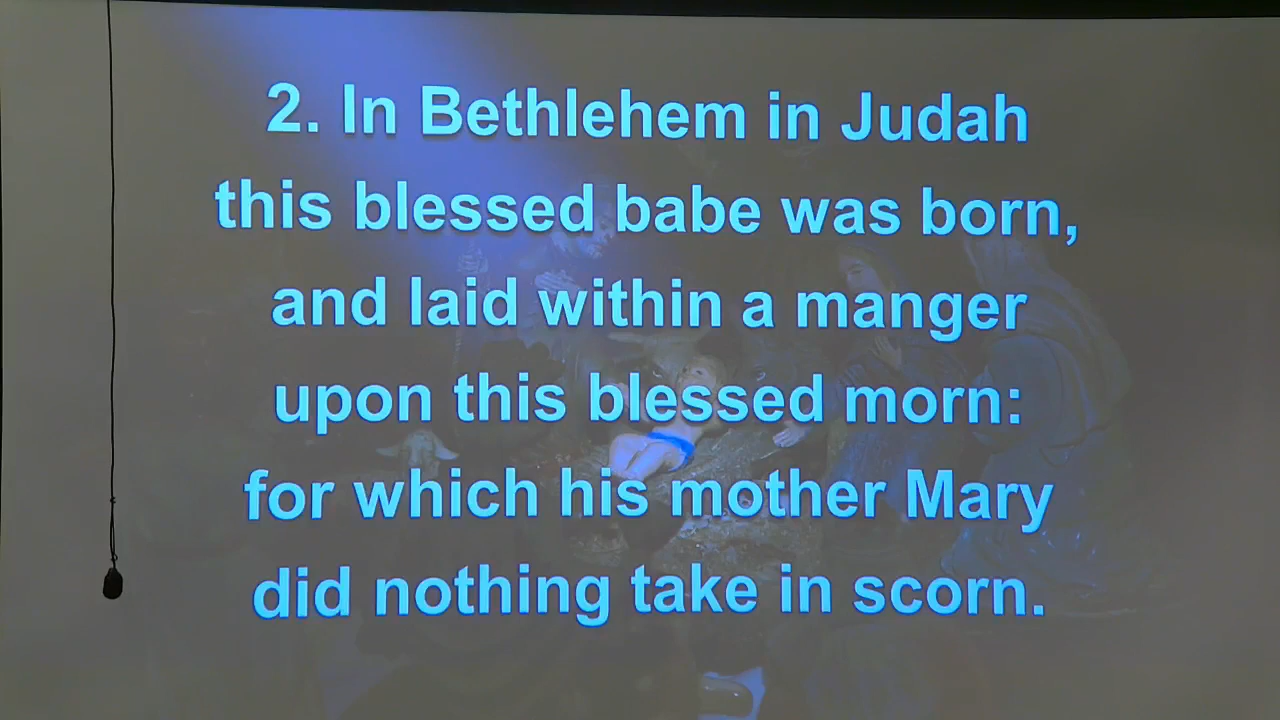 2. In Bethlehem in Judah
this blessed babe was born,
and laid within a manger
upon this blessed morn:
for which his mother Mary
did nothing take in scorn.